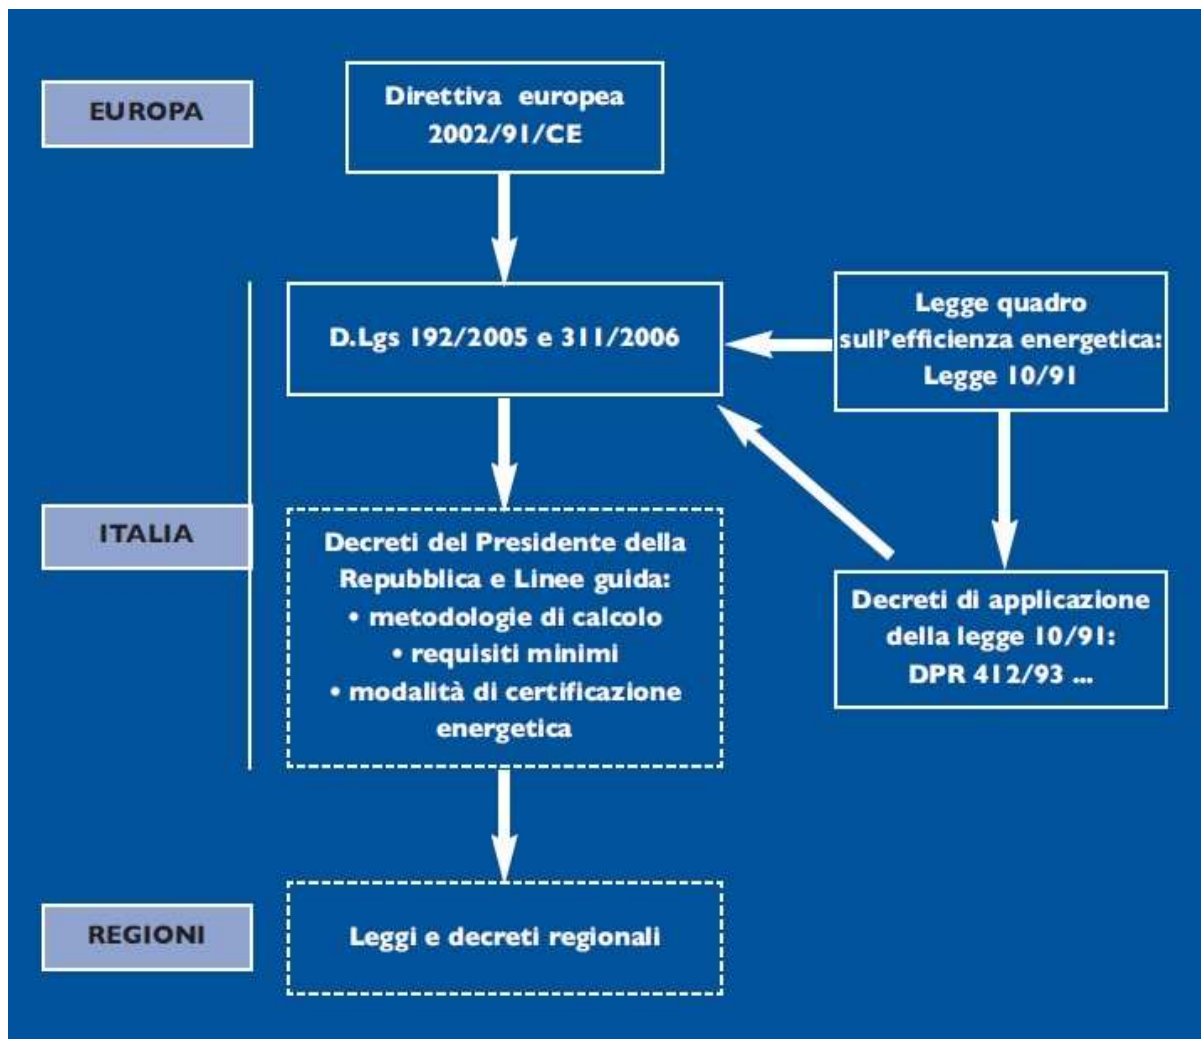 EUROPA
Direttiva europea
2002/91/CE
D.Lgs 192/2005 e 311/2006
Legge quadro
sull'efficienza energetica:
Legge 10/91
ITALIA
Decreti del Presidente della
Repubblica e Linee guida:
• metodologie di calcolo
• requisiti minimi
• modalità di certificazione
energetica
Decreti di applicazione
della legge 10/91:
DPR 412/93 ...
REGIONI
Leggi e decreti regionali